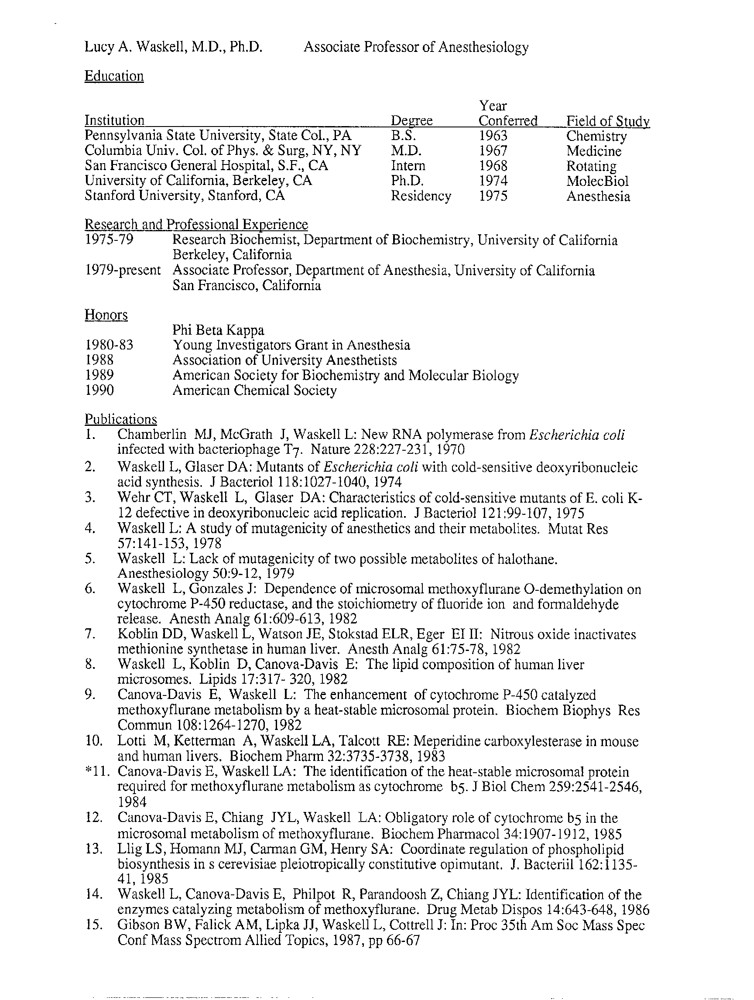 Lucy A. Waskell, M.D., Ph.D. Associate Professor of Anesthesiology
Education
Year
Institution Degree Conferred Field of Study
Pennsylvania State University, State Col., PA B.S. 1963 Chemistry
Columbia Univ. Col. of Phys. & Surg, NY, NY M.D. 1967 Medicine
San Francisco General Hospital, S.F., CA Intern 1968 Rotating
University of California, Berkeley, CA Ph.D. 1974 MolecBiol
Stanford University, Stanford, CA Residency 1975 Anesthesia
Research and Professional Experience
1975-79 Research Biochemist, Department of Biochemistry, University of California
Berkeley, California
1979-present Associate Professor, Department of Anesthesia, University of California
San Francisco, California
Honors
Phi Beta Kappa
1980-83 Young Investigators Grant in Anesthesia
1988 Association of University Anesthetists
1989 American Society for Biochemistry and Molecular Biology
1990 American Chemical Society
Publications
1. Chamberlin MJ, McGrath J, Waskell L: New RNA polymerase from Escherichia coli
infected with bacteriophage T7. Nature 228:227-231, 1970
2. Waskell L, Glaser DA: Mutants of Escherichia coli with cold-sensitive deoxyribonucleic
acid synthesis. J Bacteriol 118:1027-1040, 1974
3. Wehr CT, Waskell L, Glaser DA: Characteristics of cold-sensitive mutants of E. coli K-
12 defective in deoxyribonucleic acid replication. J Bacteriol 121:99-107, 1975
4. Waskell L: A study of mutagenicity of anesthetics and their metabolites. Mutat Res
57:141-153, 1978
5. Waskell L: Lack of mutagenicity of two possible metabolites of halothane.
Anesthesiology 50:9-12, 1979
6. Waskell L, Gonzales J: Dependence of microsomal methoxyflurane O-demethylation on
cytochrome P-450 reductase, and the stoichiometry of fluoride ion and formaldehyde
release. Anesth Analg 61:609-613, 1982
7. Koblin DD, Waskell L, Watson JE, Stokstad ELR, Eger EI II: Nitrous oxide inactivates
methionine synthetase in human liver. Anesth Analg 61:75-78, 1982
8. Waskell L, Koblin D, Canova-Davis E: The lipid composition of human liver
microsomes. Lipids 17:317- 320, 1982
9. Canova-Davis E, Waskell L: The enhancement of cytochrome P-450 catalyzed
methoxyflurane metabolism by a heat-stable microsomal protein. Biochem Biophys Res
Commun 108:1264-1270, 1982
10. Lotti M, Ketterman A, Waskell LA, Talcott RE: Meperidine carboxylesterase in mouse
and human livers. Biochem Pharm 32:3735-3738, 1983
*11. Canova-Davis E, Waskell LA: The identification of the heat-stable microsomal protein
required for methoxyflurane metabolism as cytochrome b5. J Biol Chem 259:2541-2546,
1984
12. Canova-Davis E, Chiang JYL, Waskell LA: Obligatory role of cytochrome b5 in the
microsomal metabolism of methoxyflurane. Biochem Pharmacol 34:1907-1912, 1985
13. Llig LS, Homann MJ, Carman GM, Henry SA: Coordinate regulation of phospholipid
biosynthesis in s cerevisiae pleiotropically constitutive opimutant. J. Bacteriil 162:1135-
41, 1985
14. Waskell L, Canova-Davis E, Philpot R, Parandoosh Z, Chiang JYL: Identification of the
enzymes catalyzing metabolism of methoxyflurane. Drug Metab Dispos 14:643-648, 1986
15. Gibson BW, Falick AM, Lipka JJ, Waskell L, Cottrell J: In: Proc 35th Am Soc Mass Spec
Conf Mass Spectrom Allied Topics, 1987, pp 66-67